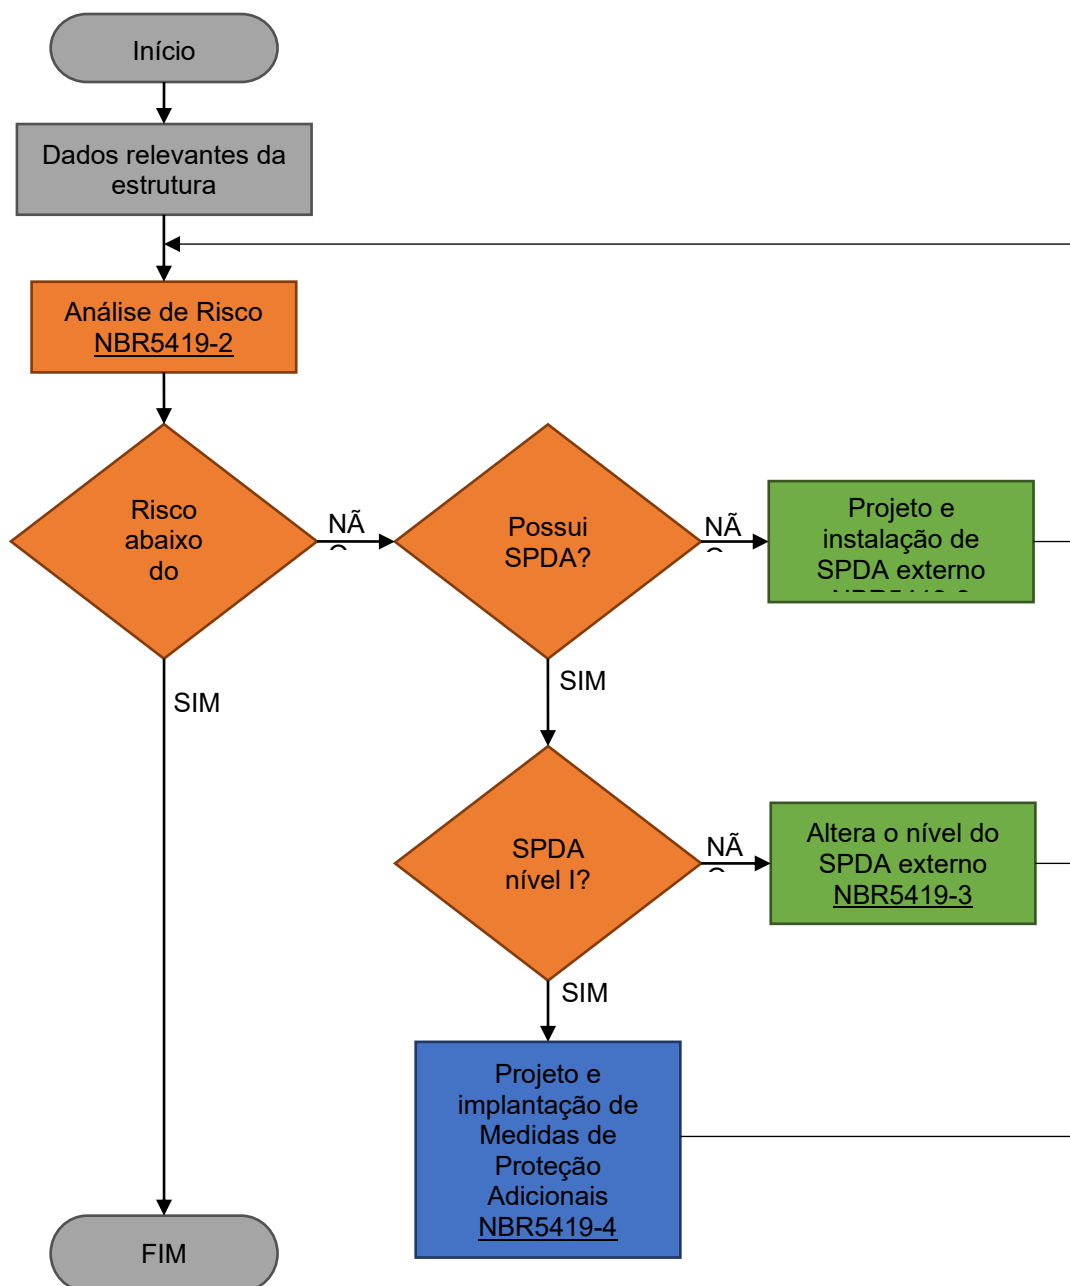 Início
Dados relevantes da
estrutura
Análise de Risco
NBR5419-2
Risco
abaixo
do
NÃ
Possui
SPDA?
NÃ
Projeto e
instalação de
SPDA externo
SIM
SIM
SPDA
nível I?
NÃ
Altera o nível do
SPDA externo
NBR5419-3
SIM
Projeto e
implantação de
Medidas de
Proteção
Adicionais
NBR5419-4
FIM